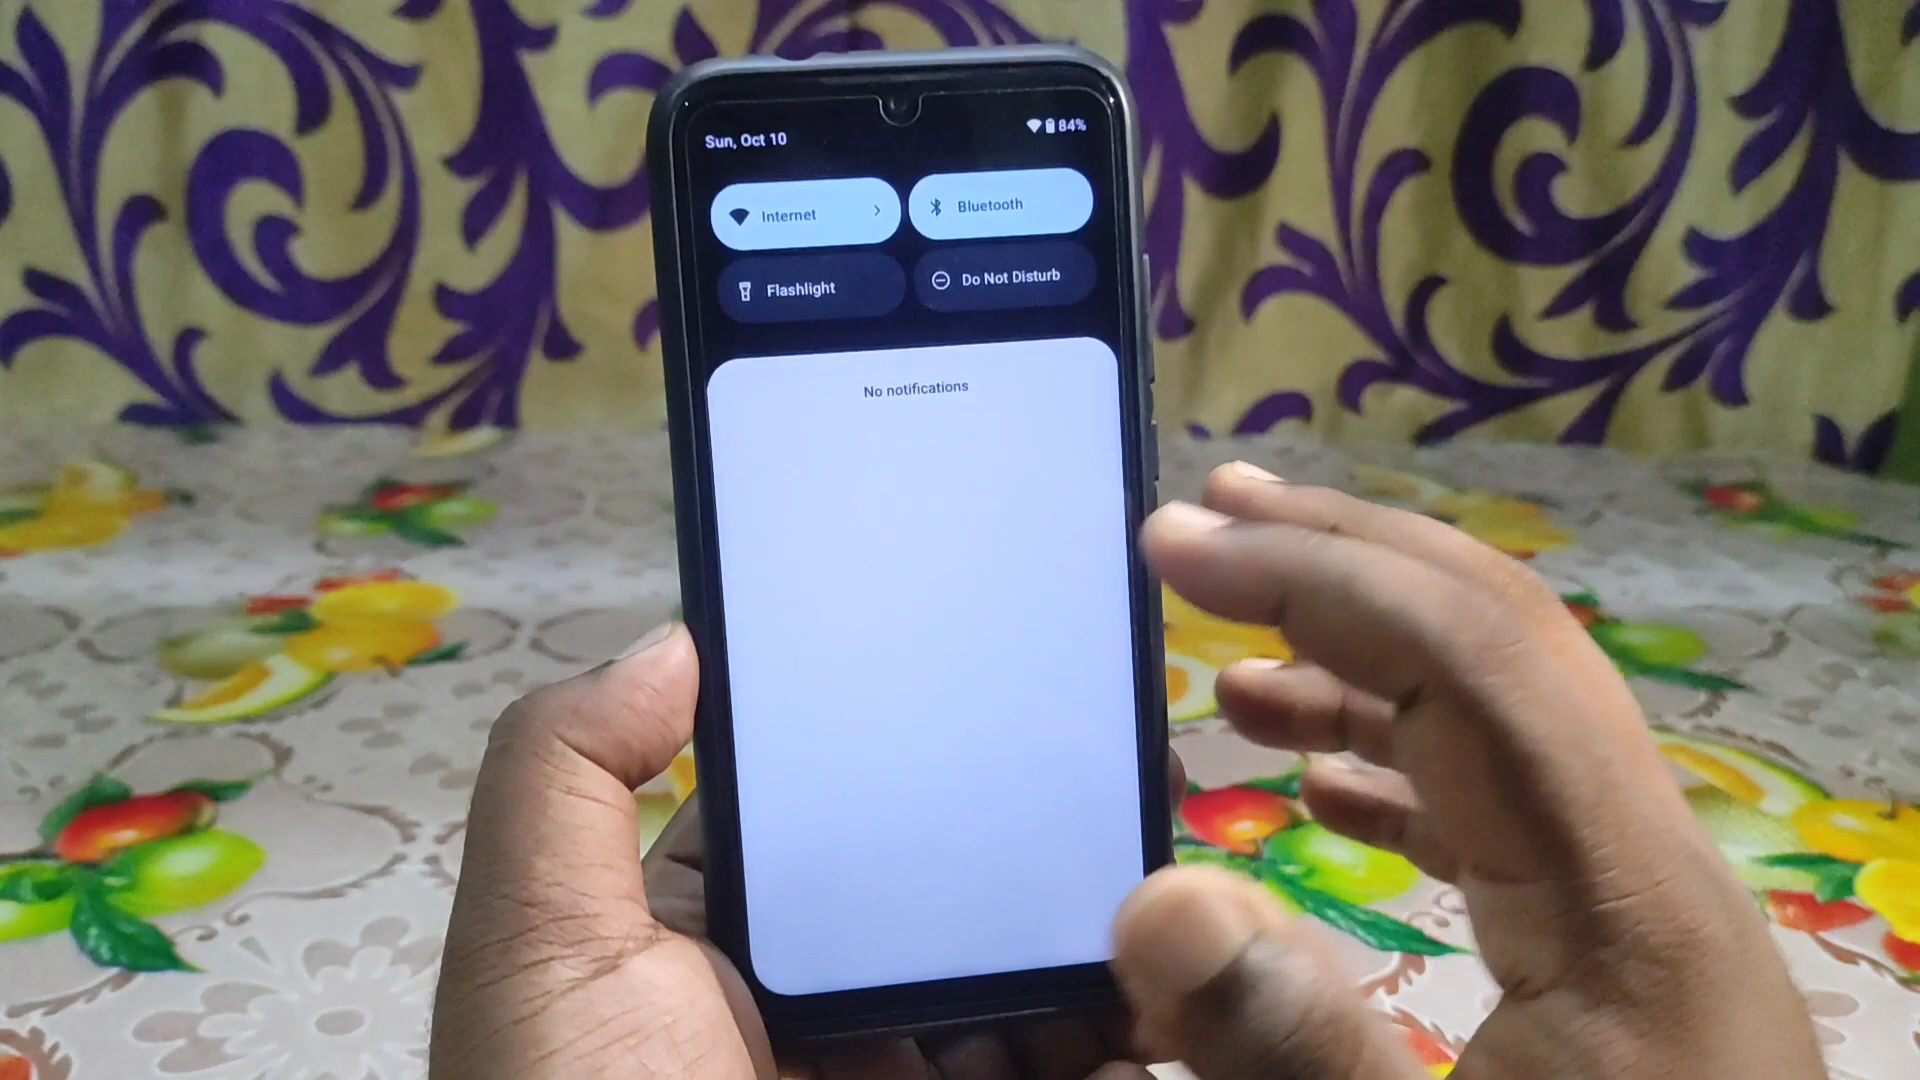 Sun, Oct 10
84%
Internet
Bluetooth
Flashlight
Do Not Disturb
No notifications